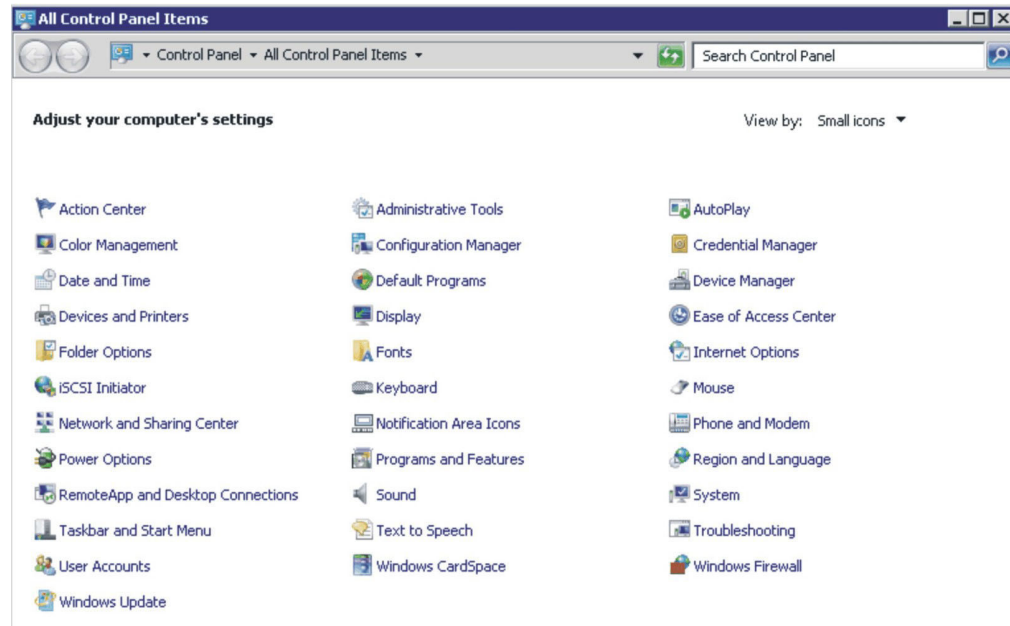 All Control Panel Items
Control Panel All Control Panel Items Search Control Panel
Adjust your computer's settings View by: Small icons
Action Center Administrative Tools AutoPlay
Color Management Configuration Manager Credential Manager
Date and Time Default Programs Device Manager
Devices and Printers Display Ease of Access Center
Folder Options Fonts Internet Options
iSCSI Initiator Keyboard Mouse
Network and Sharing Center Notification Area Icons Phone and Modem
Power Options Programs and Features Region and Language
RemoteApp and Desktop Connections Sound System
Taskbar and Start Menu Text to Speech Troubleshooting
User Accounts Windows CardSpace Windows Firewall
Windows Update